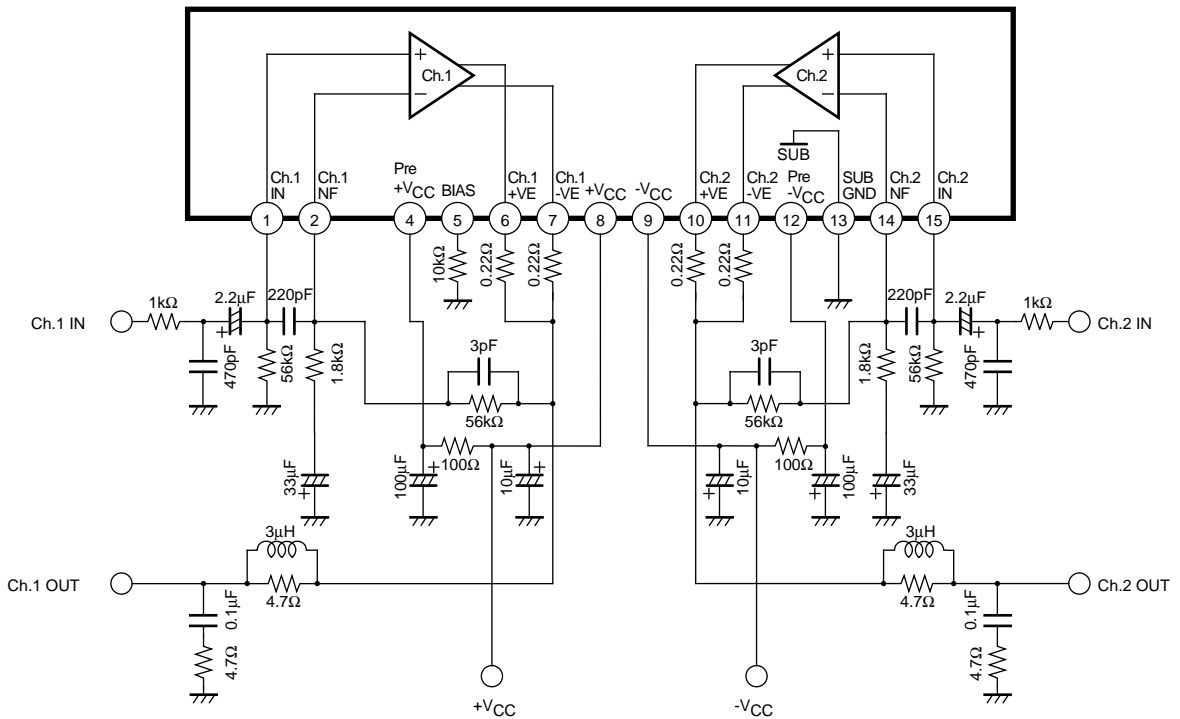 +
−
Ch.1
+
−
Ch.2
SUB
Ch.1
IN
Ch.1
NF
Pre
+VCC
BIAS
Ch.1
+VE
Ch.1
-VE
+VCC
-VCC
Ch.2
+VE
Ch.2
-VE
Pre
-VCC
SUB
GND
Ch.2
NF
Ch.2
IN
1
2
4
5
6
7
8
9
10
11
12
13
14
15
10kΩ
0.22Ω
0.22Ω
0.22Ω
0.22Ω
Ch.1 IN
1kΩ
2.2μF
+
220pF
470pF
56kΩ
1.8kΩ
3pF
56kΩ
3pF
56kΩ
220pF
2.2μF
+
1kΩ
Ch.2 IN
1.8kΩ
56kΩ
470pF
33μF
+
100μF
+
100Ω
10μF
+
10μF
+
100Ω
100μF
+
33μF
+
Ch.1 OUT
3μH
4.7Ω
0.1μF
4.7Ω
3μH
4.7Ω
0.1μF
4.7Ω
Ch.2 OUT
+VCC
-VCC